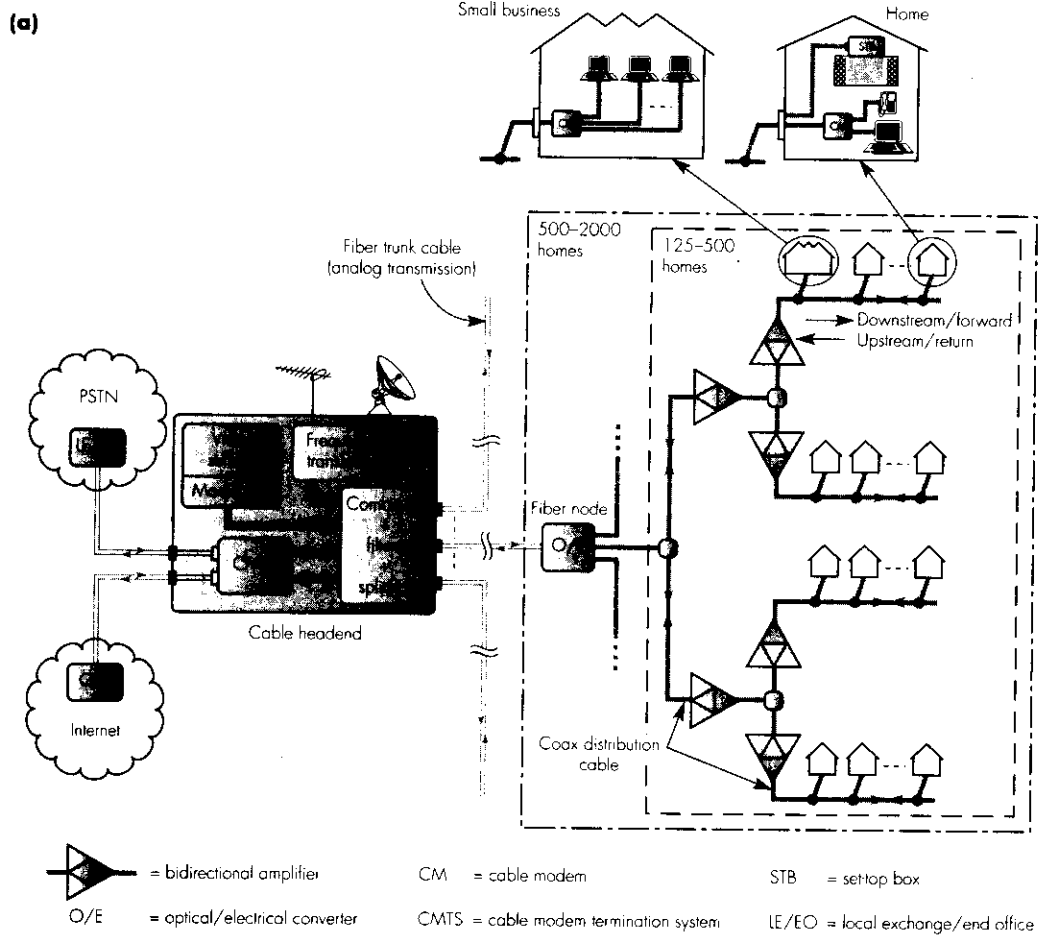 (a)
Small business
Home
500–2000
homes
125–500
homes
Fiber trunk cable
(analog transmission)
Downstream/forward
Upstream/return
PSTN
Fiber node
Cable headend
Internet
Coax distribution
cable
= bidirectional amplifier
CM = cable modem
STB = set-top box
O/E = optical/electrical converter
CMTS = cable modem termination system
LE/EO = local exchange/end office